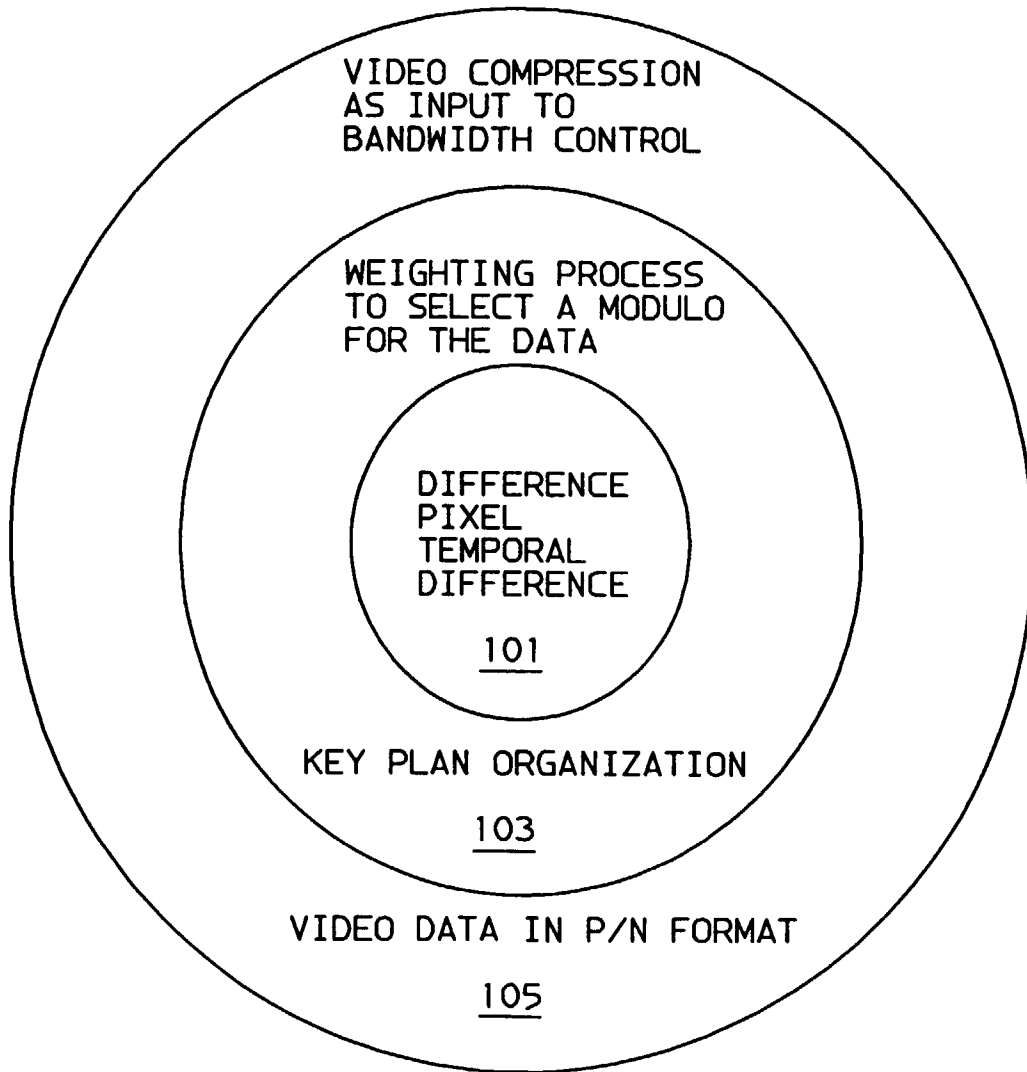 VIDEO COMPRESSION
AS INPUT TO
BANDWIDTH CONTROL
WEIGHTING PROCESS
TO SELECT A MODULO
FOR THE DATA
DIFFERENCE
PIXEL
TEMPORAL
DIFFERENCE
101
KEY PLAN ORGANIZATION
103
VIDEO DATA IN P/N FORMAT
105